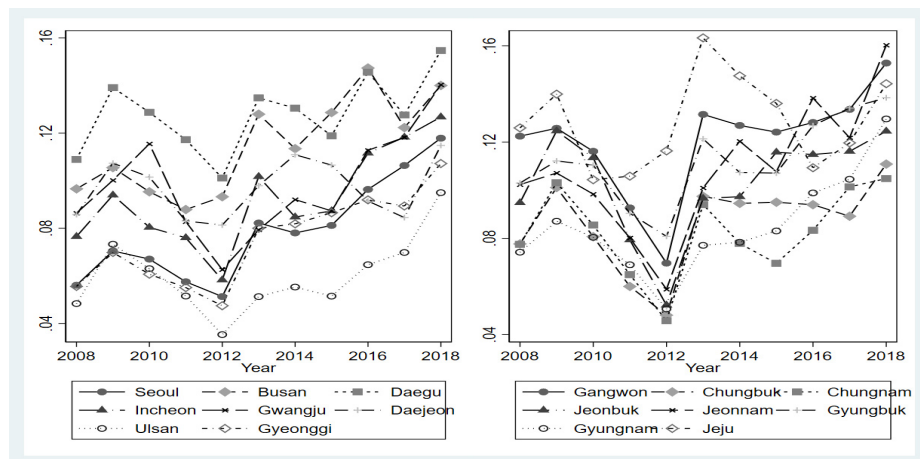 .16
.12
.08
.04
2008 2010 2012 2014 2016 2018
Year
Seoul Busan Daegu
Incheon Gwangju Daejeon
Ulsan Gyeonggi
.16
.12
.08
.04
2008 2010 2012 2014 2016 2018
Year
Gangwon Chungbuk Chungnam
Jeonbuk Jeonnam Gyungbuk
Gyungnam Jeju